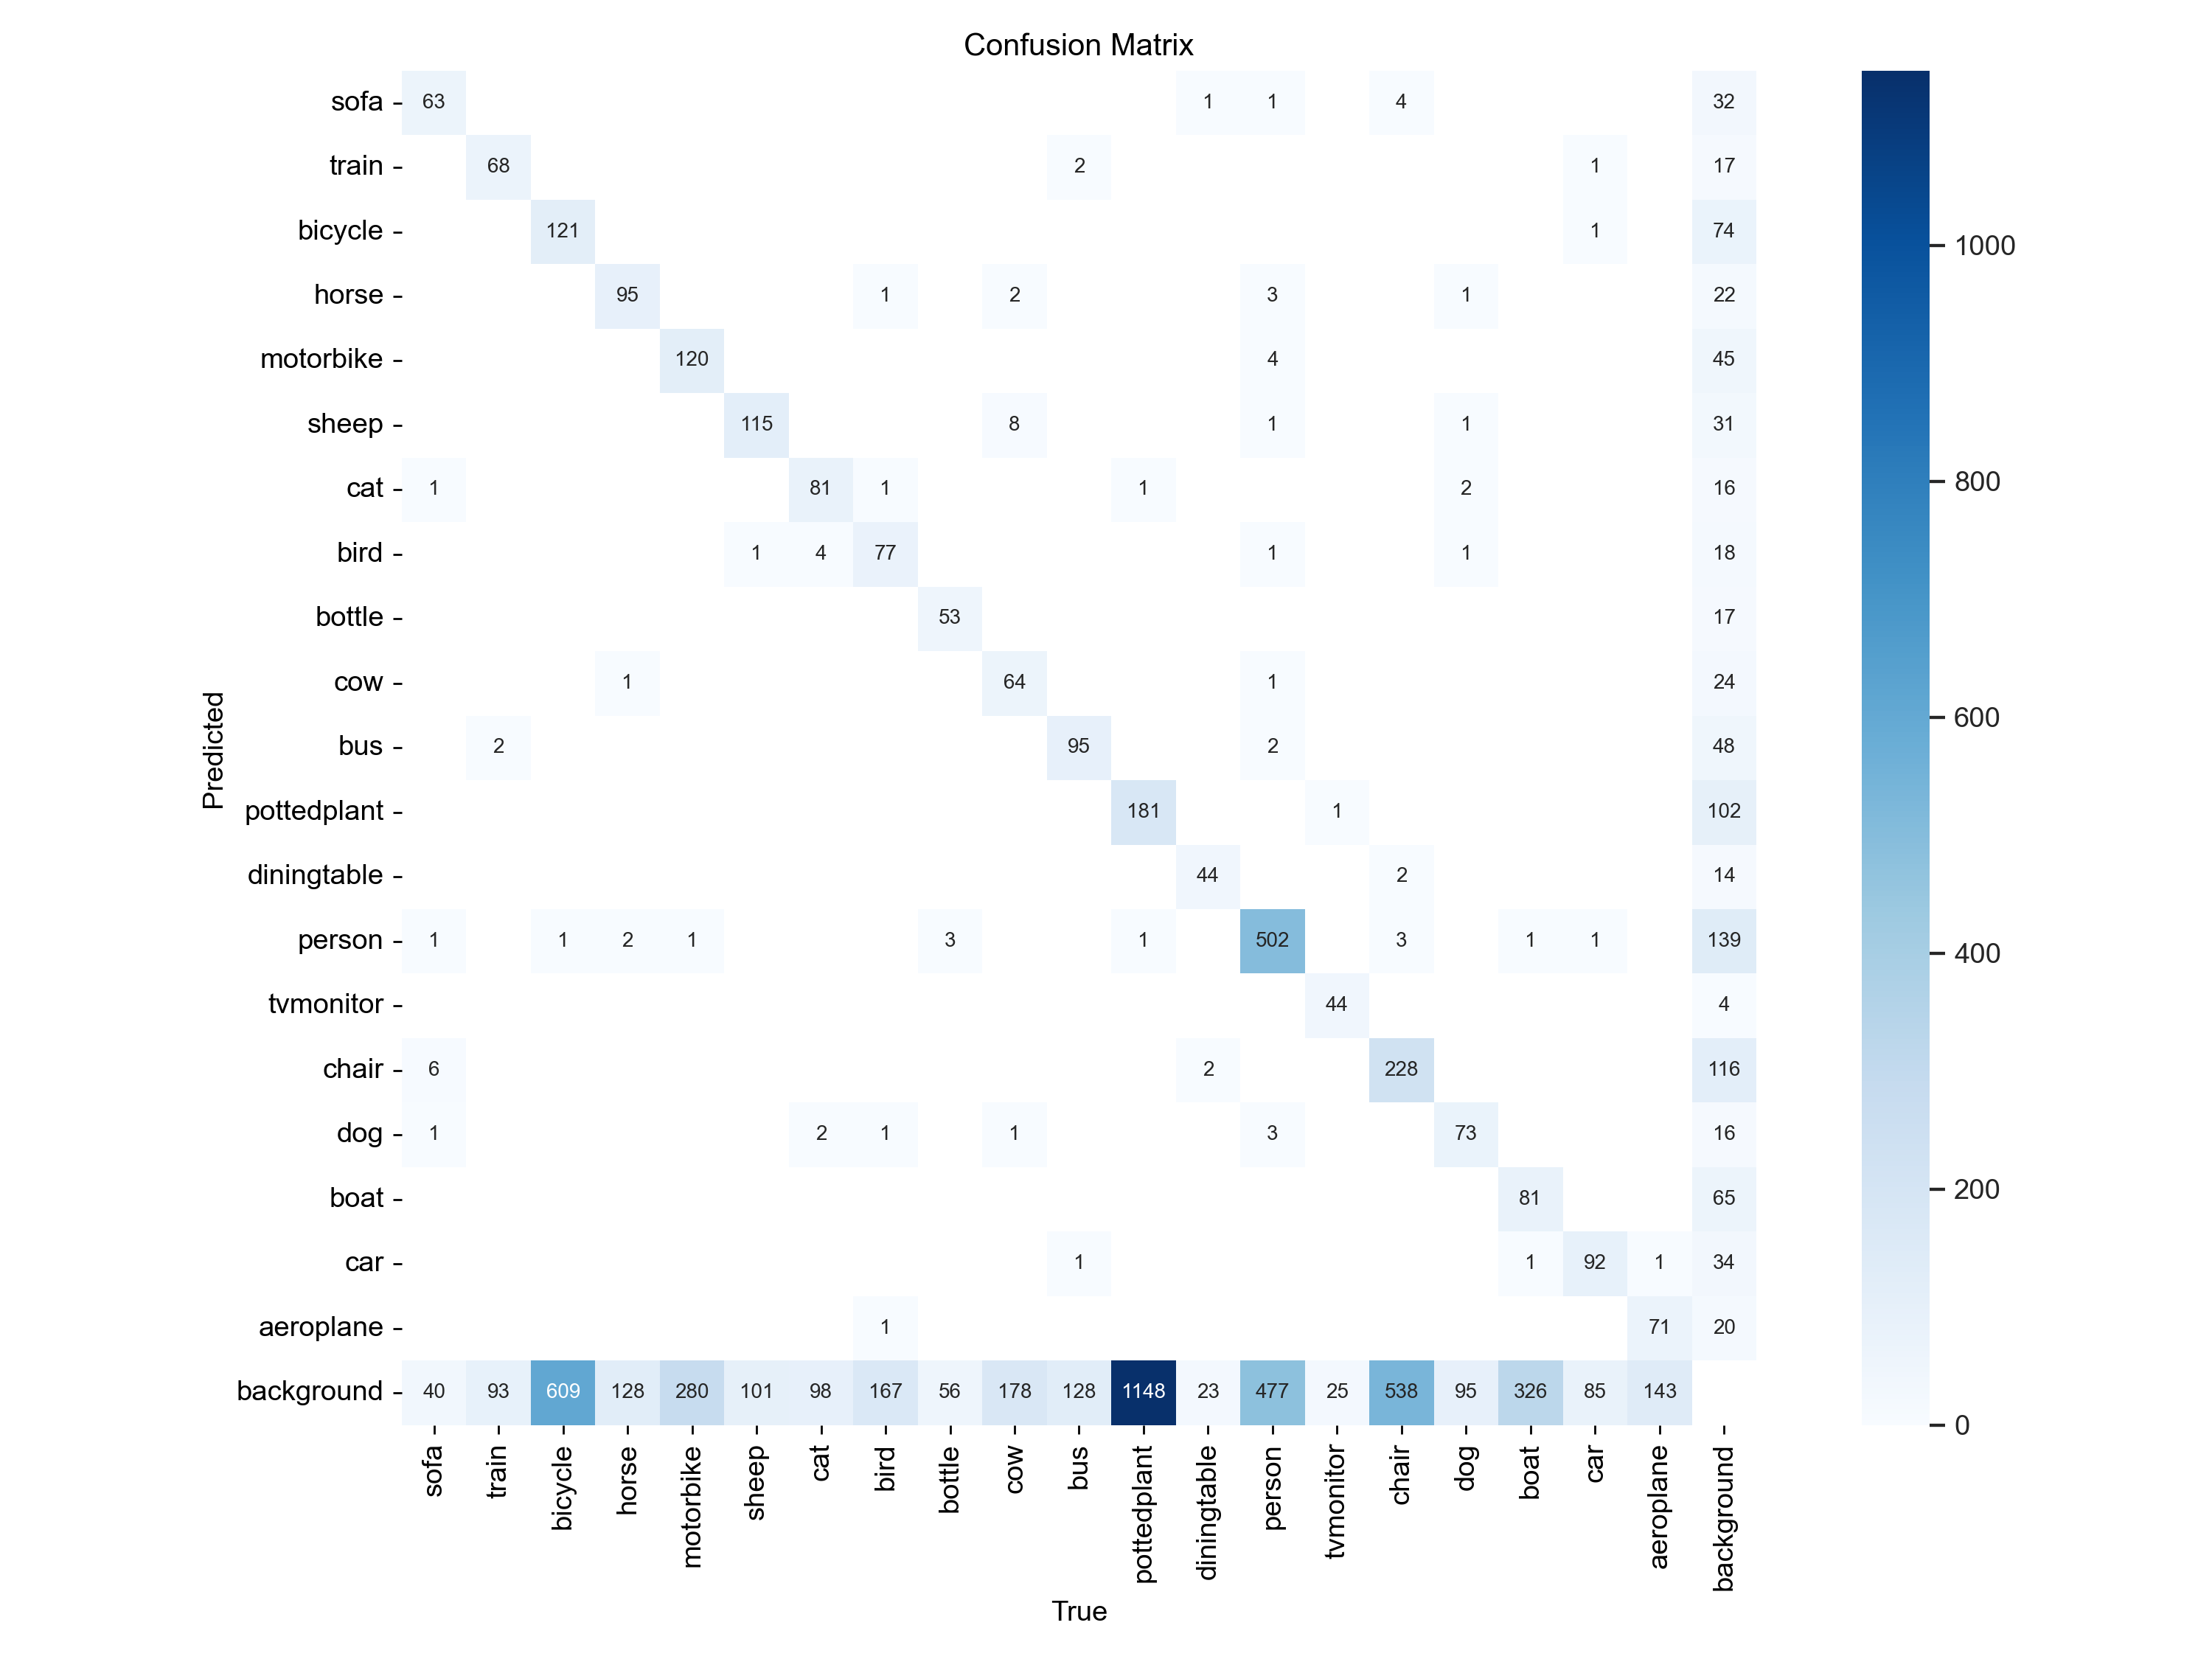 Confusion Matrix
sofa 63 1 1 4 32
train 68 2 1 17
bicycle 121 1 74
1000
horse 95 1 2 3 1 22
motorbike 120 4 45
sheep 115 8 1 1 31
cat 1 81 1 1 2 16
800
bird 1 4 77 1 1 18
bottle 53 17
cow 1 64 1 24
600
bus 2 95 2 48
Predicted
pottedplant 181 1 102
diningtable 44 2 14
person 1 1 2 1 3 1 502 3 1 1 139
400
tvmonitor 44 4
chair 6 2 228 116
dog 1 2 1 1 3 73 16
boat 81 65
200
car 1 1 92 1 34
aeroplane 1 71 20
background 40 93 609 128 280 101 98 167 56 178 128 1148 23 477 25 538 95 326 85 143
0
sofa
train
bicycle
horse
motorbike
sheep
cat
bird
bottle
cow
bus
pottedplant
diningtable
person
tvmonitor
chair
dog
boat
car
aeroplane
background
True